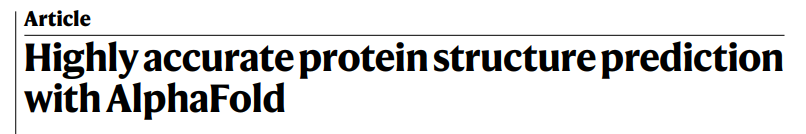 Article
Highly accurate protein structure prediction
with AlphaFold